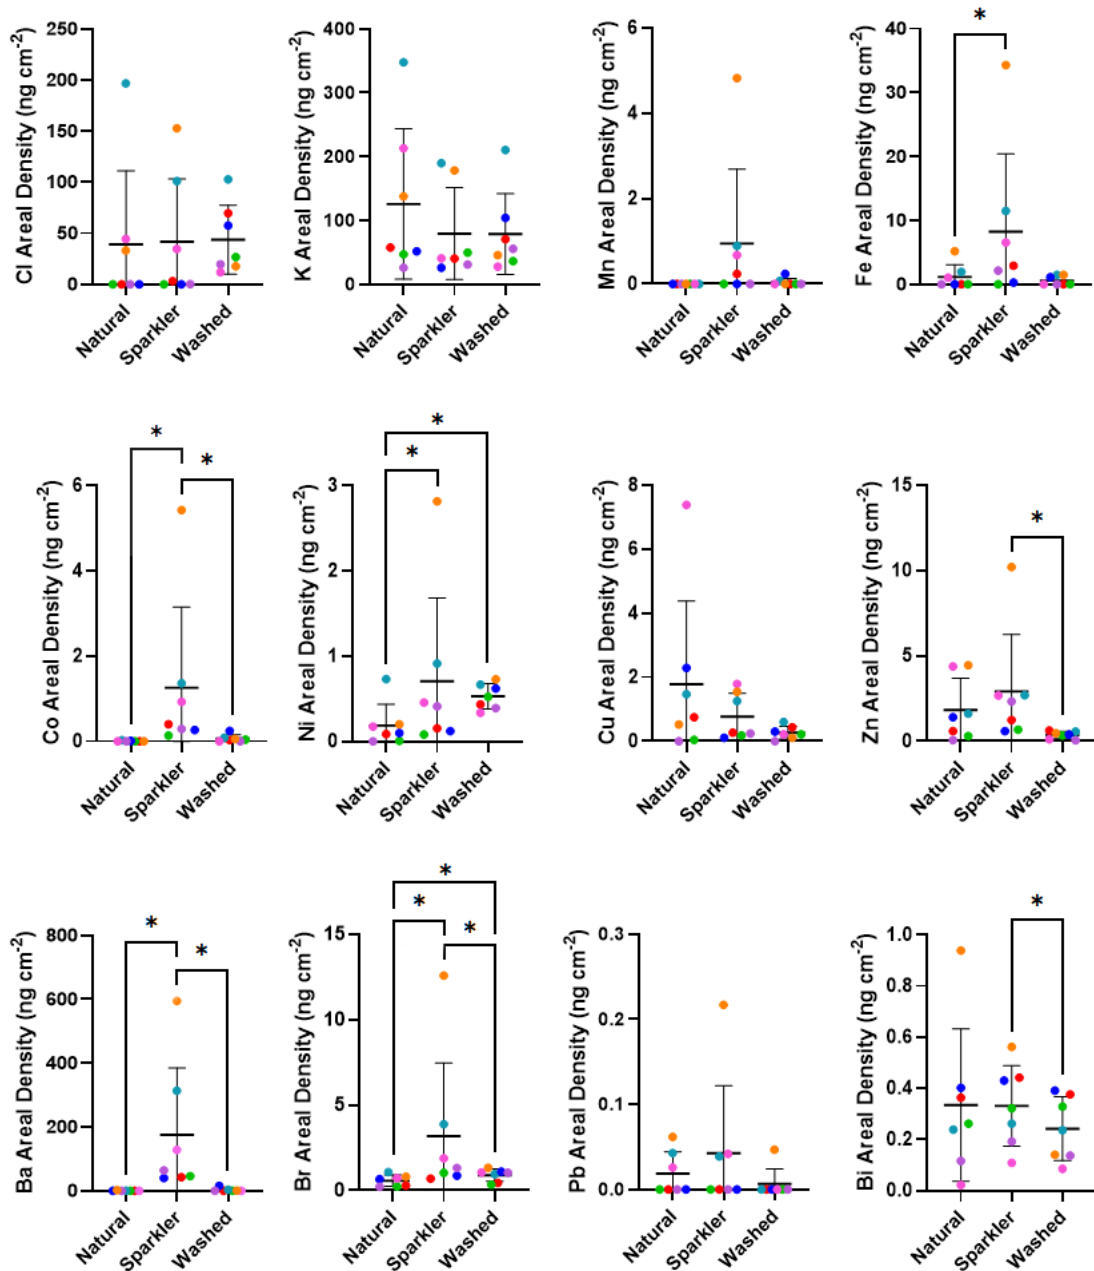 Cl Areal Density (ng cm⁻²)
250
200
150
100
50
0
Natural
Sparkler
Washed
K Areal Density (ng cm⁻²)
400
300
200
100
0
Natural
Sparkler
Washed
Mn Areal Density (ng cm⁻²)
6
4
2
0
Natural
Sparkler
Washed
Fe Areal Density (ng cm⁻²)
40
30
20
10
0
*
Natural
Sparkler
Washed
Co Areal Density (ng cm⁻²)
6
4
2
0
*
*
Natural
Sparkler
Washed
Ni Areal Density (ng cm⁻²)
3
2
1
0
*
*
Natural
Sparkler
Washed
Cu Areal Density (ng cm⁻²)
8
6
4
2
0
Natural
Sparkler
Washed
Zn Areal Density (ng cm⁻²)
15
10
5
0
*
Natural
Sparkler
Washed
Ba Areal Density (ng cm⁻²)
800
600
400
200
0
*
*
Natural
Sparkler
Washed
Br Areal Density (ng cm⁻²)
15
10
5
0
*
*
*
Natural
Sparkler
Washed
Pb Areal Density (ng cm⁻²)
0.3
0.2
0.1
0.0
Natural
Sparkler
Washed
Bi Areal Density (ng cm⁻²)
1.0
0.8
0.6
0.4
0.2
0.0
*
Natural
Sparkler
Washed